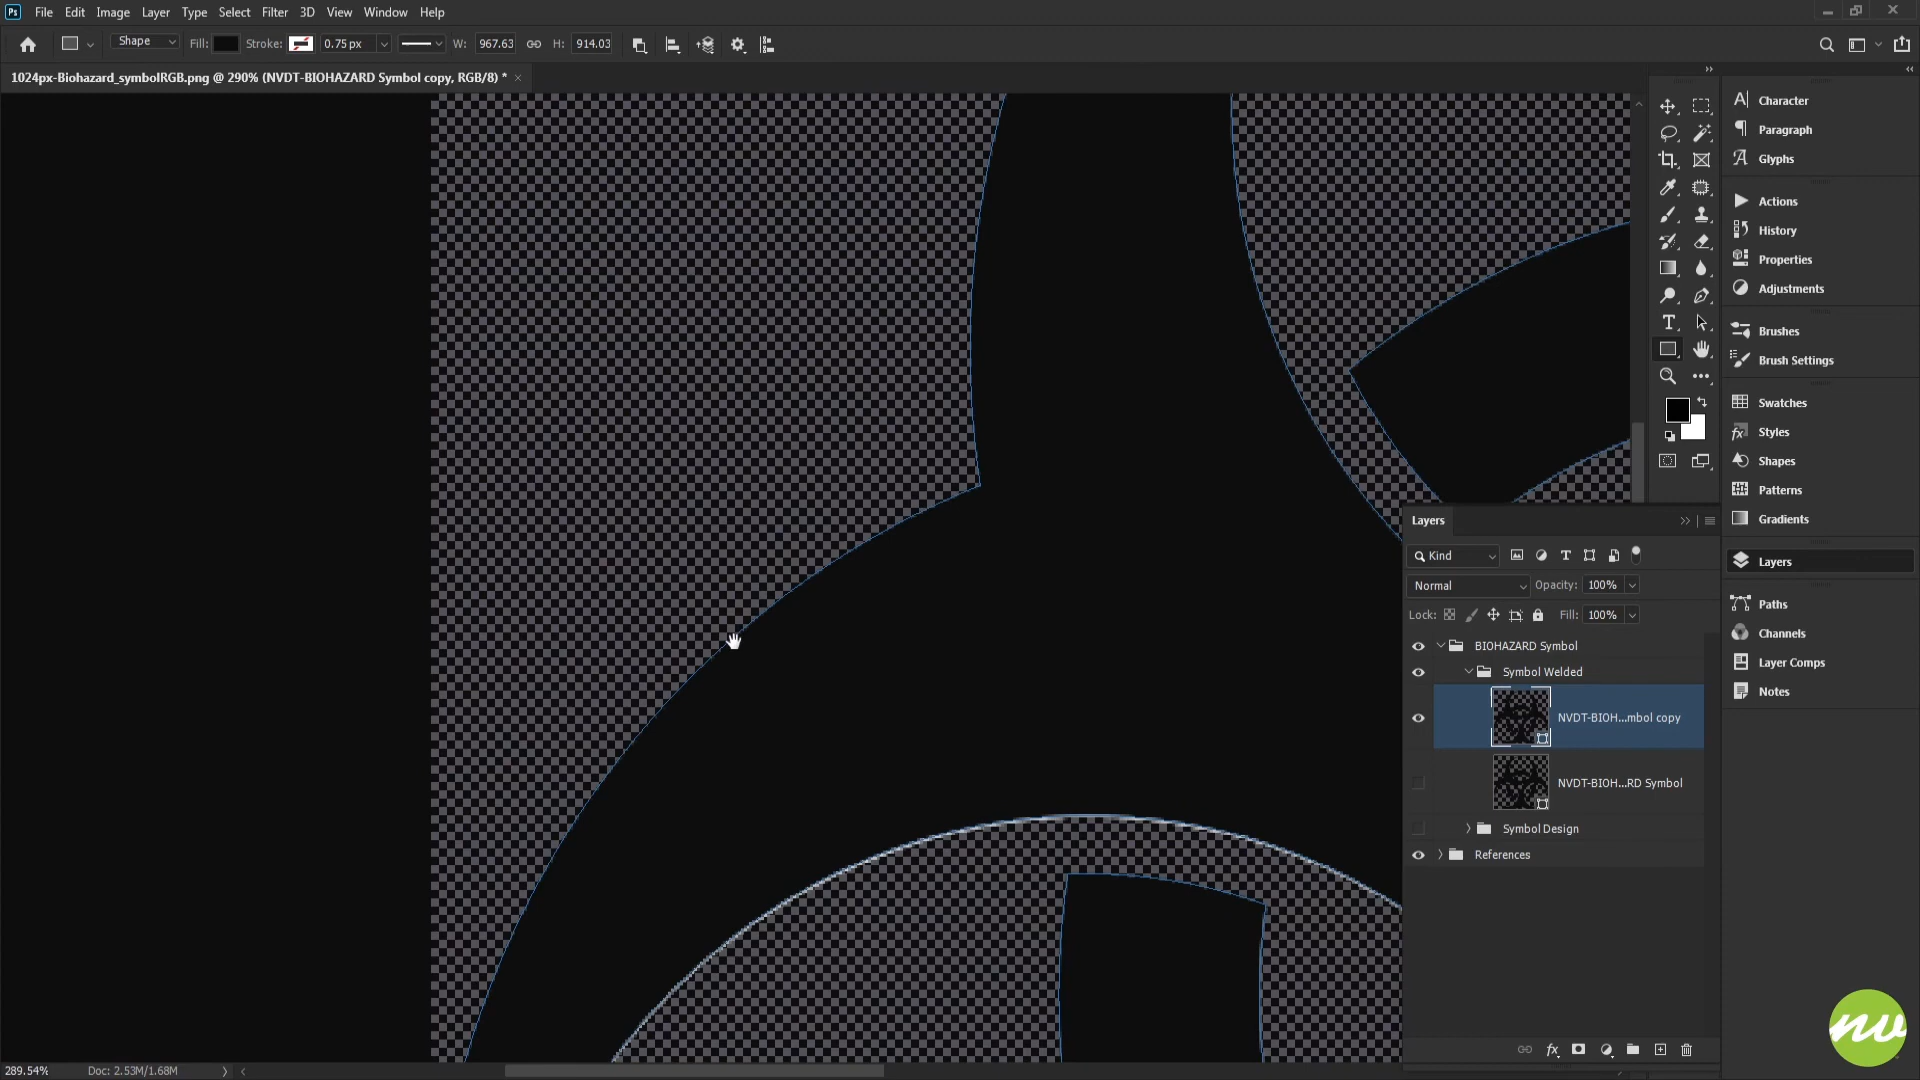 Ps File Edit Image Layer Type Select Filter 3D View Window Help
Shape Fill: Stroke: 0.75 px W: 967.63 H: 914.03
1024px-Biohazard_symbolRGB.png @ 290% (NVDT-BIOHAZARD Symbol copy, RGB/8) *
Character
Paragraph
Glyphs
Actions
History
Properties
Adjustments
Brushes
Brush Settings
Swatches
Styles
Shapes
Patterns
Gradients
Layers
Paths
Channels
Layer Comps
Notes
Layers
Kind
Normal Opacity: 100%
Lock: Fill: 100%
BIOHAZARD Symbol
Symbol Welded
NVDT-BIOH...mbol copy
NVDT-BIOH...RD Symbol
Symbol Design
References
fx
nv
289.54% Doc: 2.53M/1.68M